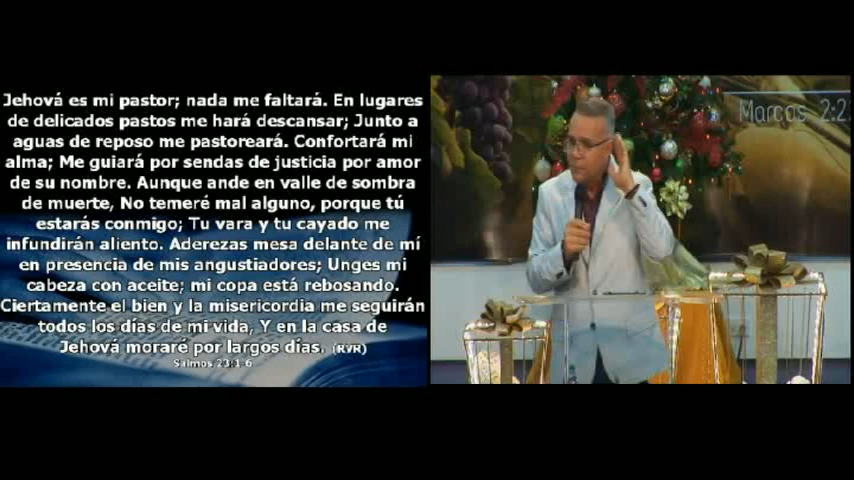 Jehová es mi pastor; nada me faltará. En lugares
de delicados pastos me hará descansar; Junto a
aguas de reposo me pastoreará. Confortará mi
alma; Me guiará por sendas de justicia por amor
de su nombre. Aunque ande en valle de sombra
de muerte, No temeré mal alguno, porque tú
estarás conmigo; Tu vara y tu cayado me
infundirán aliento. Aderezas mesa delante de mí
en presencia de mis angustiadores; Unges mi
cabeza con aceite; mi copa está rebosando.
Ciertamente el bien y la misericordia me seguirán
todos los días de mi vida, Y en la casa de
Jehová moraré por largos días. (RVR)
Salmos 23:1-6
Marcos 2:2